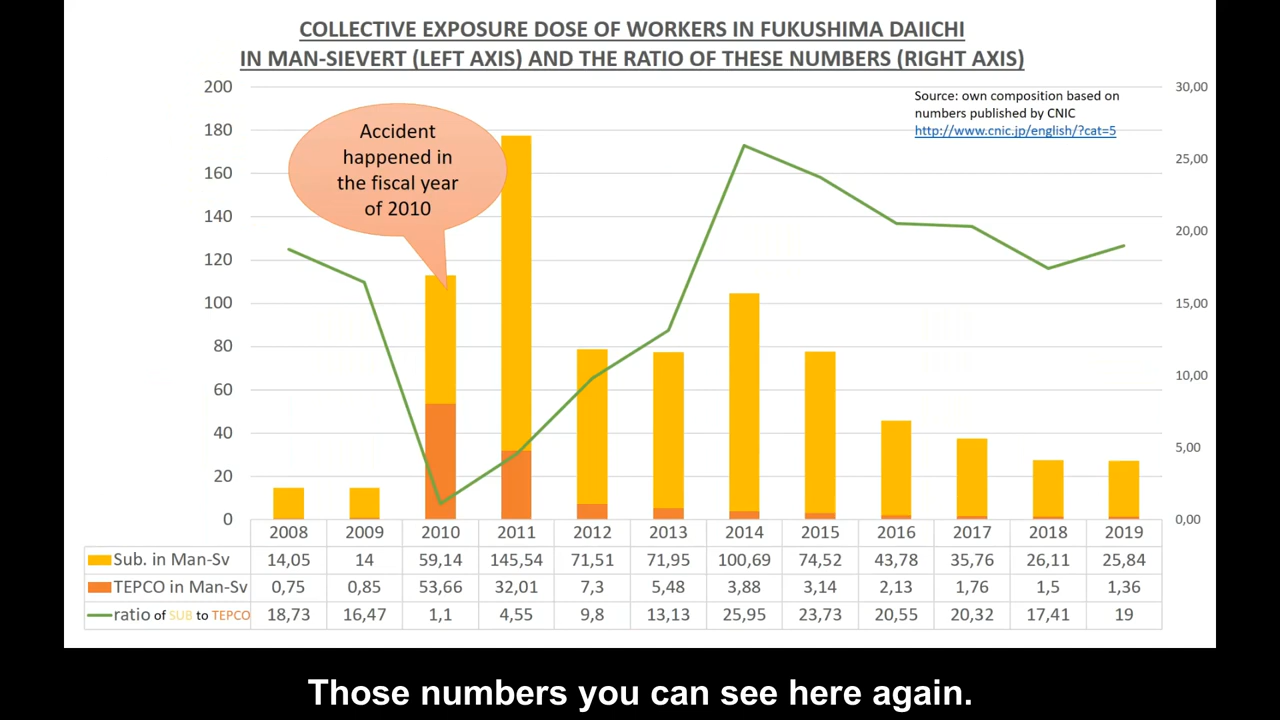 COLLECTIVE EXPOSURE DOSE OF WORKERS IN FUKUSHIMA DAIICHI
IN MAN-SIEVERT (LEFT AXIS) AND THE RATIO OF THESE NUMBERS (RIGHT AXIS)
200
180
160
140
120
100
80
60
40
20
0
30,00
25,00
20,00
15,00
10,00
5,00
0,00
Source: own composition based on
numbers published by CNIC
http://www.cnic.jp/english/?cat=5
Accident
happened in
the fiscal year
of 2010
2008 2009 2010 2011 2012 2013 2014 2015 2016 2017 2018 2019
Sub. in Man-Sv 14,05 14 59,14 145,54 71,51 71,95 100,69 74,52 43,78 35,76 26,11 25,84
TEPCO in Man-Sv 0,75 0,85 53,66 32,01 7,3 5,48 3,88 3,14 2,13 1,76 1,5 1,36
ratio of SUB to TEPCO 18,73 16,47 1,1 4,55 9,8 13,13 25,95 23,73 20,55 20,32 17,41 19
Those numbers you can see here again.